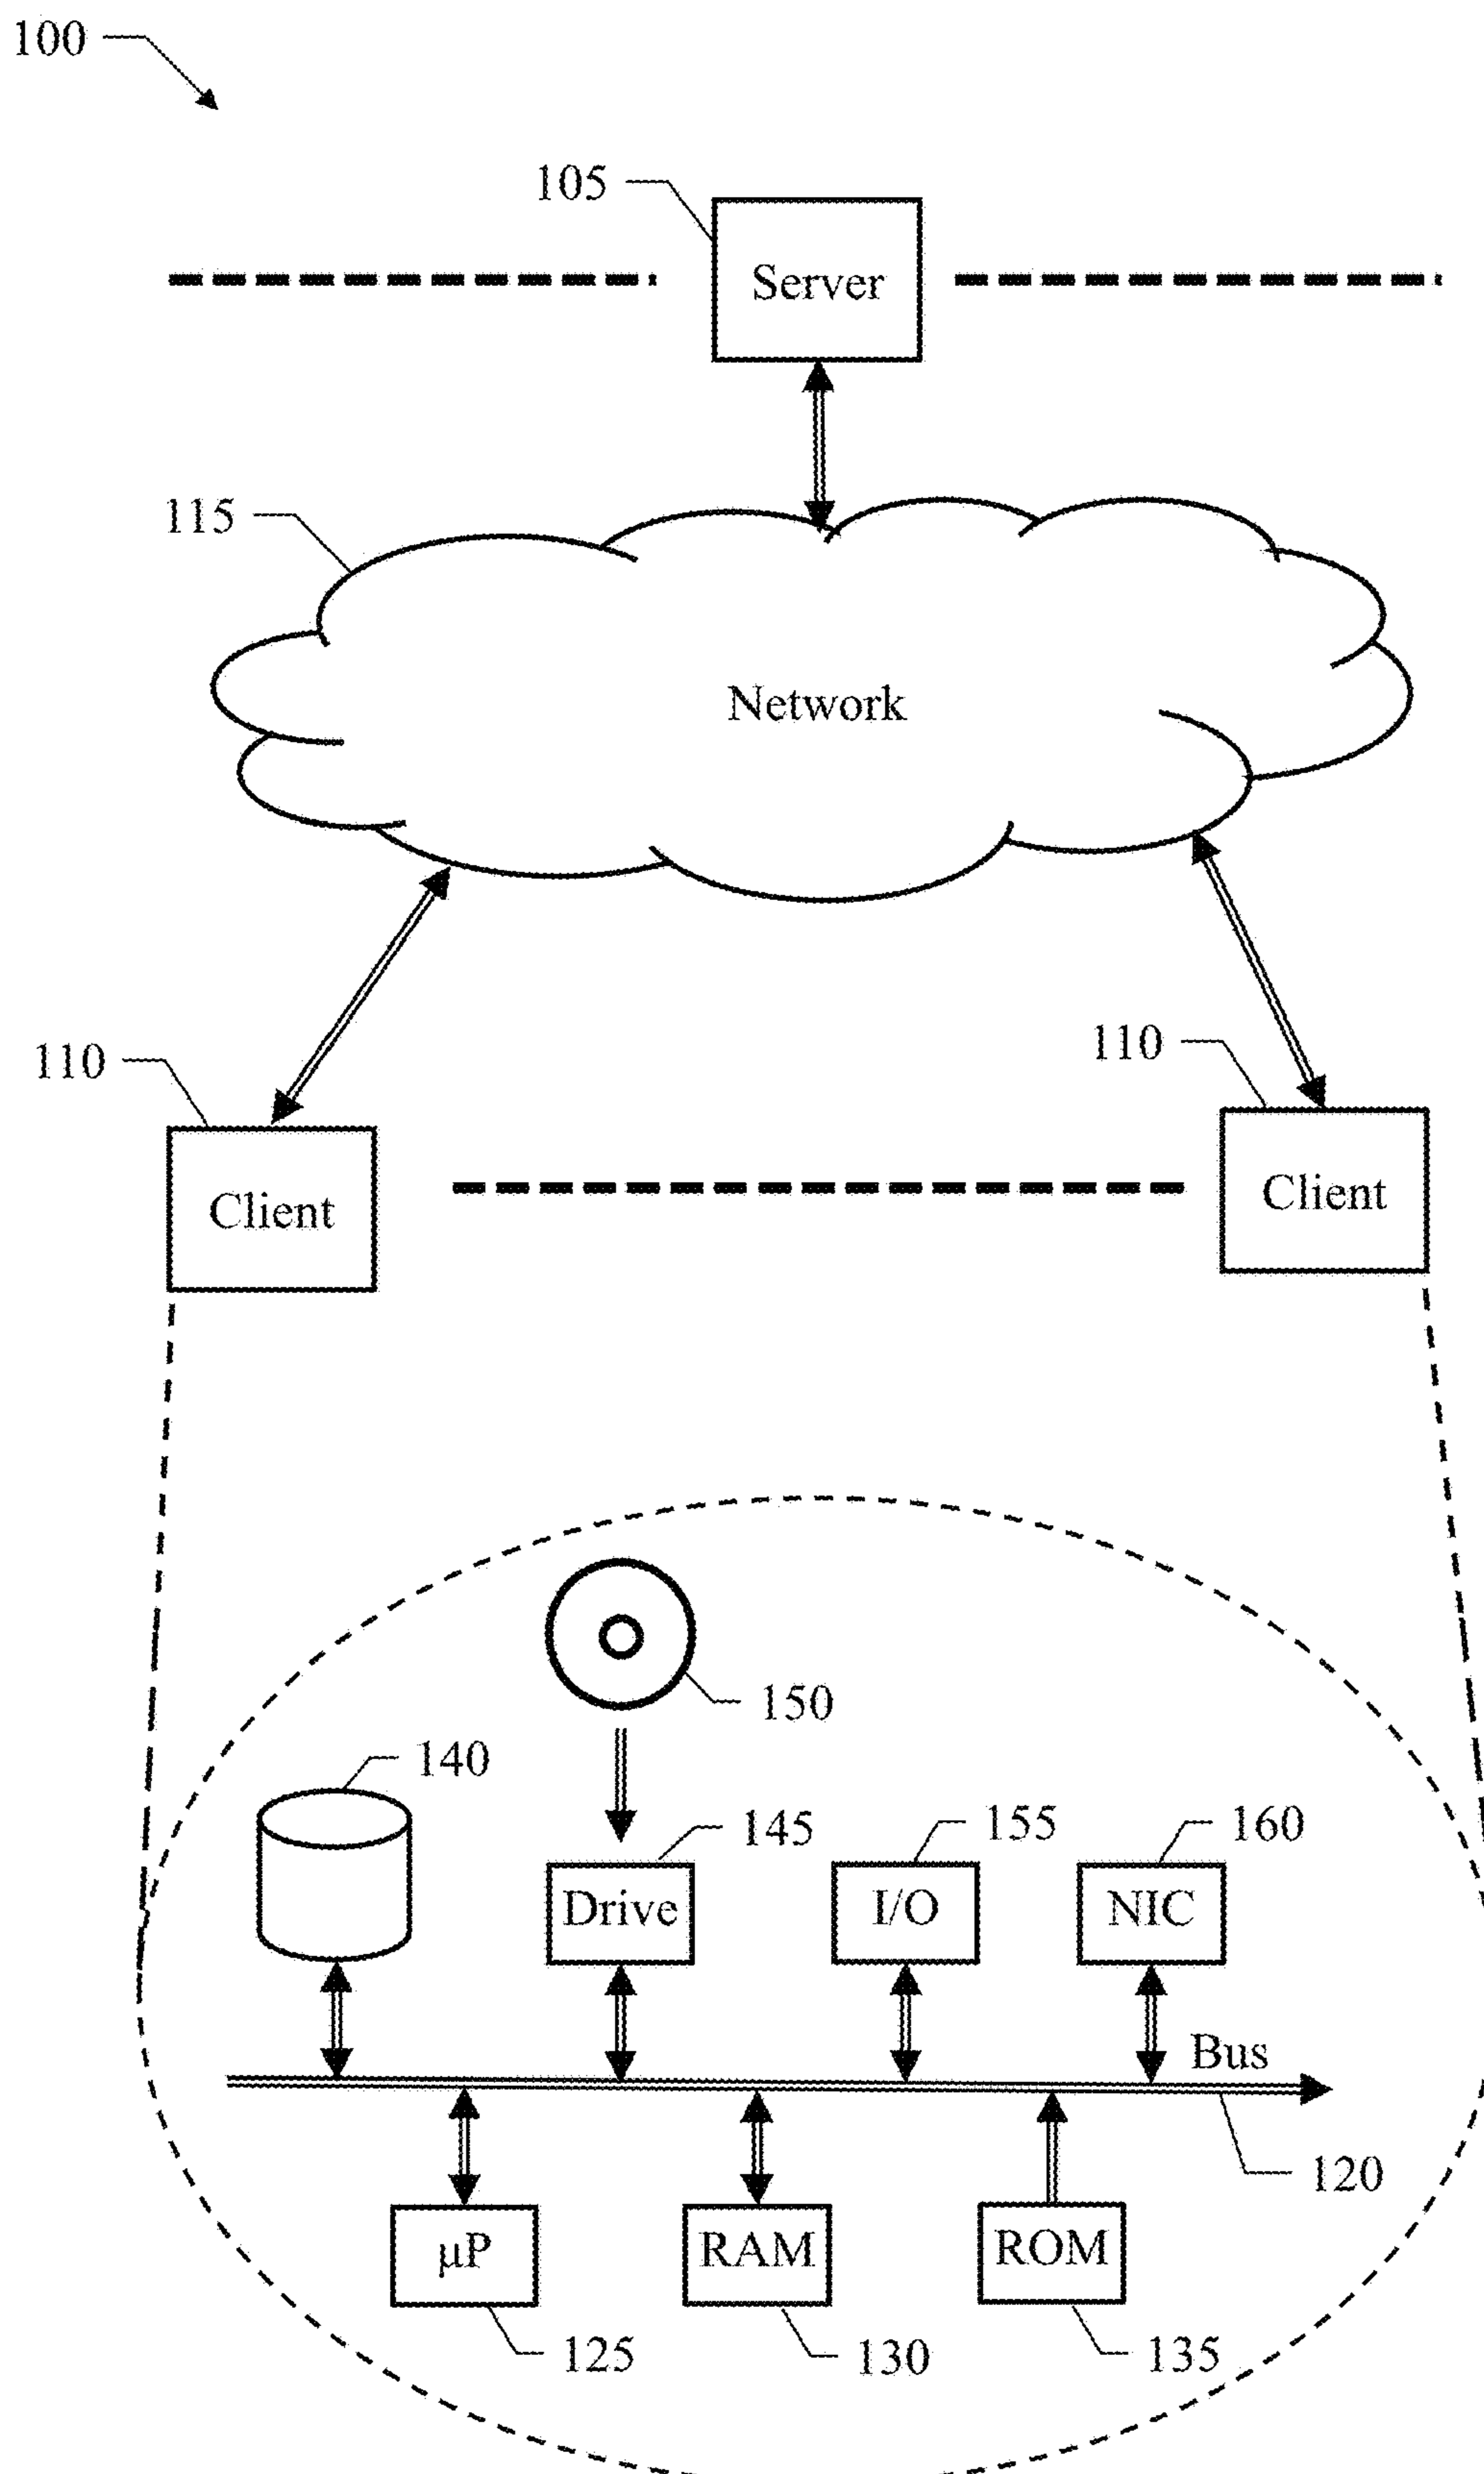 100
105
Server
115
Network
110
110
Client
Client
150
140
145
155
160
Drive
I/O
NIC
Bus
120
μP
RAM
ROM
125
130
135